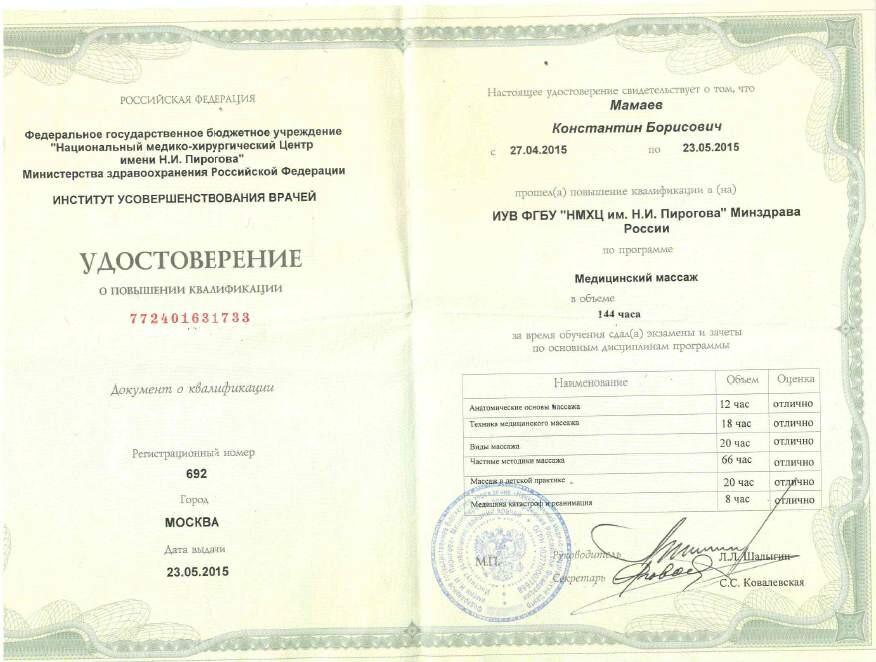 РОССИЙСКАЯ ФЕДЕРАЦИЯ
Федеральное государственное бюджетное учреждение
"Национальный медико-хирургический Центр
имени Н.И. Пирогова"
Министерства здравоохранения Российской Федерации
ИНСТИТУТ УСОВЕРШЕНСТВОВАНИЯ ВРАЧЕЙ
УДОСТОВЕРЕНИЕ
О ПОВЫШЕНИИ КВАЛИФИКАЦИИ
772401631733
Документ о квалификации
Регистрационный номер
692
Город
МОСКВА
Дата выдачи
23.05.2015
Настоящее удостоверение свидетельствует о том, что
Мамаев
Константин Борисович
с 27.04.2015 по 23.05.2015
прошел(а) повышение квалификации в (на)
ИУВ ФГБУ "НМХЦ им. Н.И. Пирогова" Минздрава
России
по программе
Медицинский массаж
в объеме
144 часа
за время обучения сдал(а) экзамены и зачеты
по основным дисциплинам программы
Наименование Объем Оценка
Анатомические основы массажа 12 час отлично
Техника медицинского массажа 18 час отлично
Виды массажа 20 час отлично
Частные методики массажа 66 час отлично
Массаж в детской практике 20 час отлично
Медицина катастроф и реанимация 8 час отлично
М.П.
Руководитель Л.Л. Шалыгин
Секретарь С.С. Ковалевская